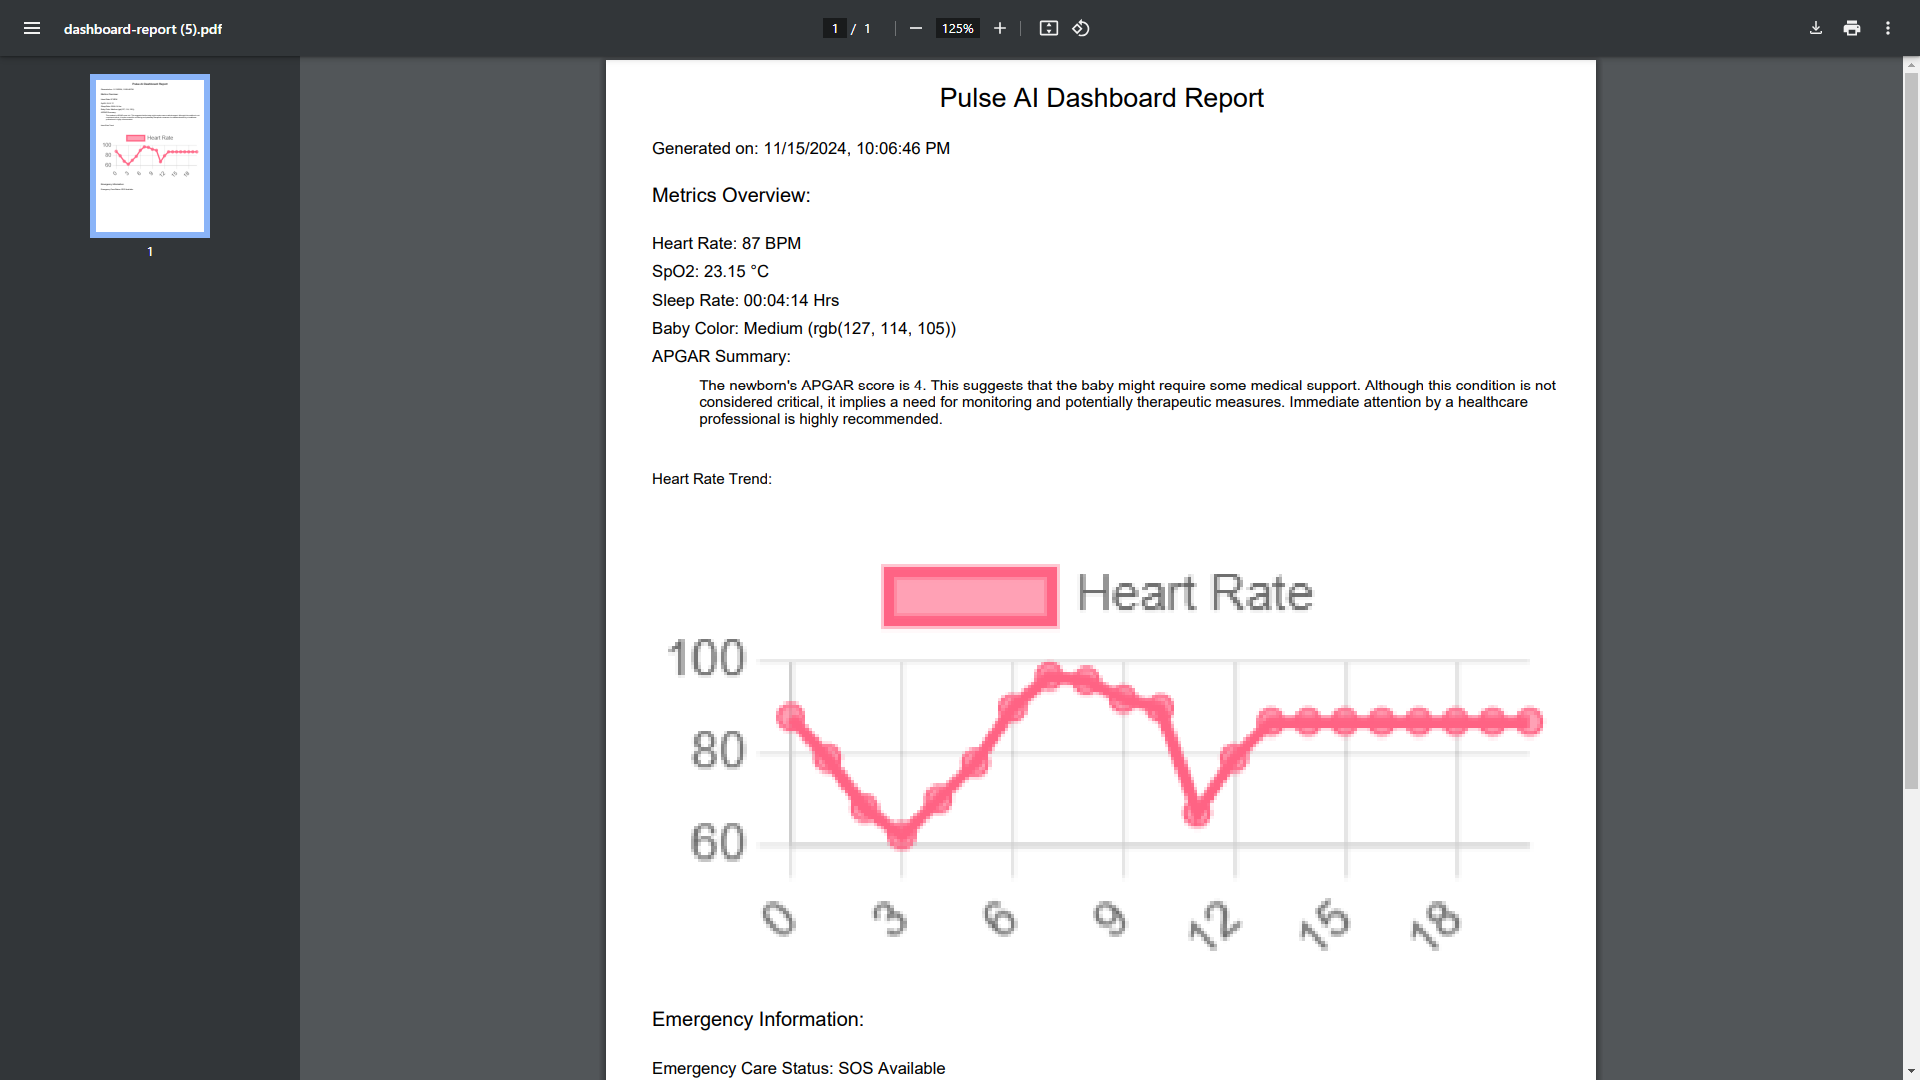 dashboard-report (5).pdf
1 / 1
125%
1
Pulse AI Dashboard Report
Generated on: 11/15/2024, 10:06:46 PM
Metrics Overview:
Heart Rate: 87 BPM
SpO2: 23.15 °C
Sleep Rate: 00:04:14 Hrs
Baby Color: Medium (rgb(127, 114, 105))
APGAR Summary:
The newborn's APGAR score is 4. This suggests that the baby might require some medical support. Although this condition is not
considered critical, it implies a need for monitoring and potentially therapeutic measures. Immediate attention by a healthcare
professional is highly recommended.
Heart Rate Trend:
Heart Rate
100
80
60
0 3 6 9 12 15 18
Emergency Information:
Emergency Care Status: SOS Available